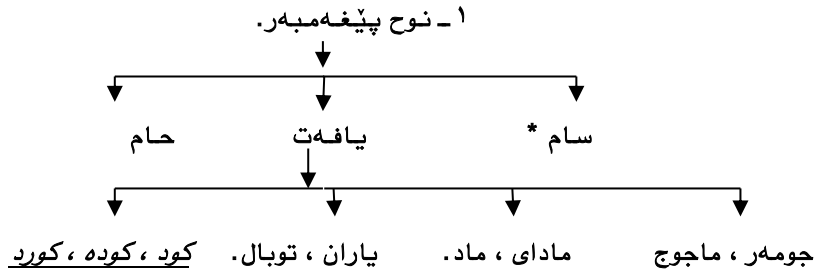 ١ ـ نوح پێغەمبەر.
سام * یافەت حام
جومەر ، ماجوج مادای ، ماد. یاران ، توبال. کود ، کودە ، کورد